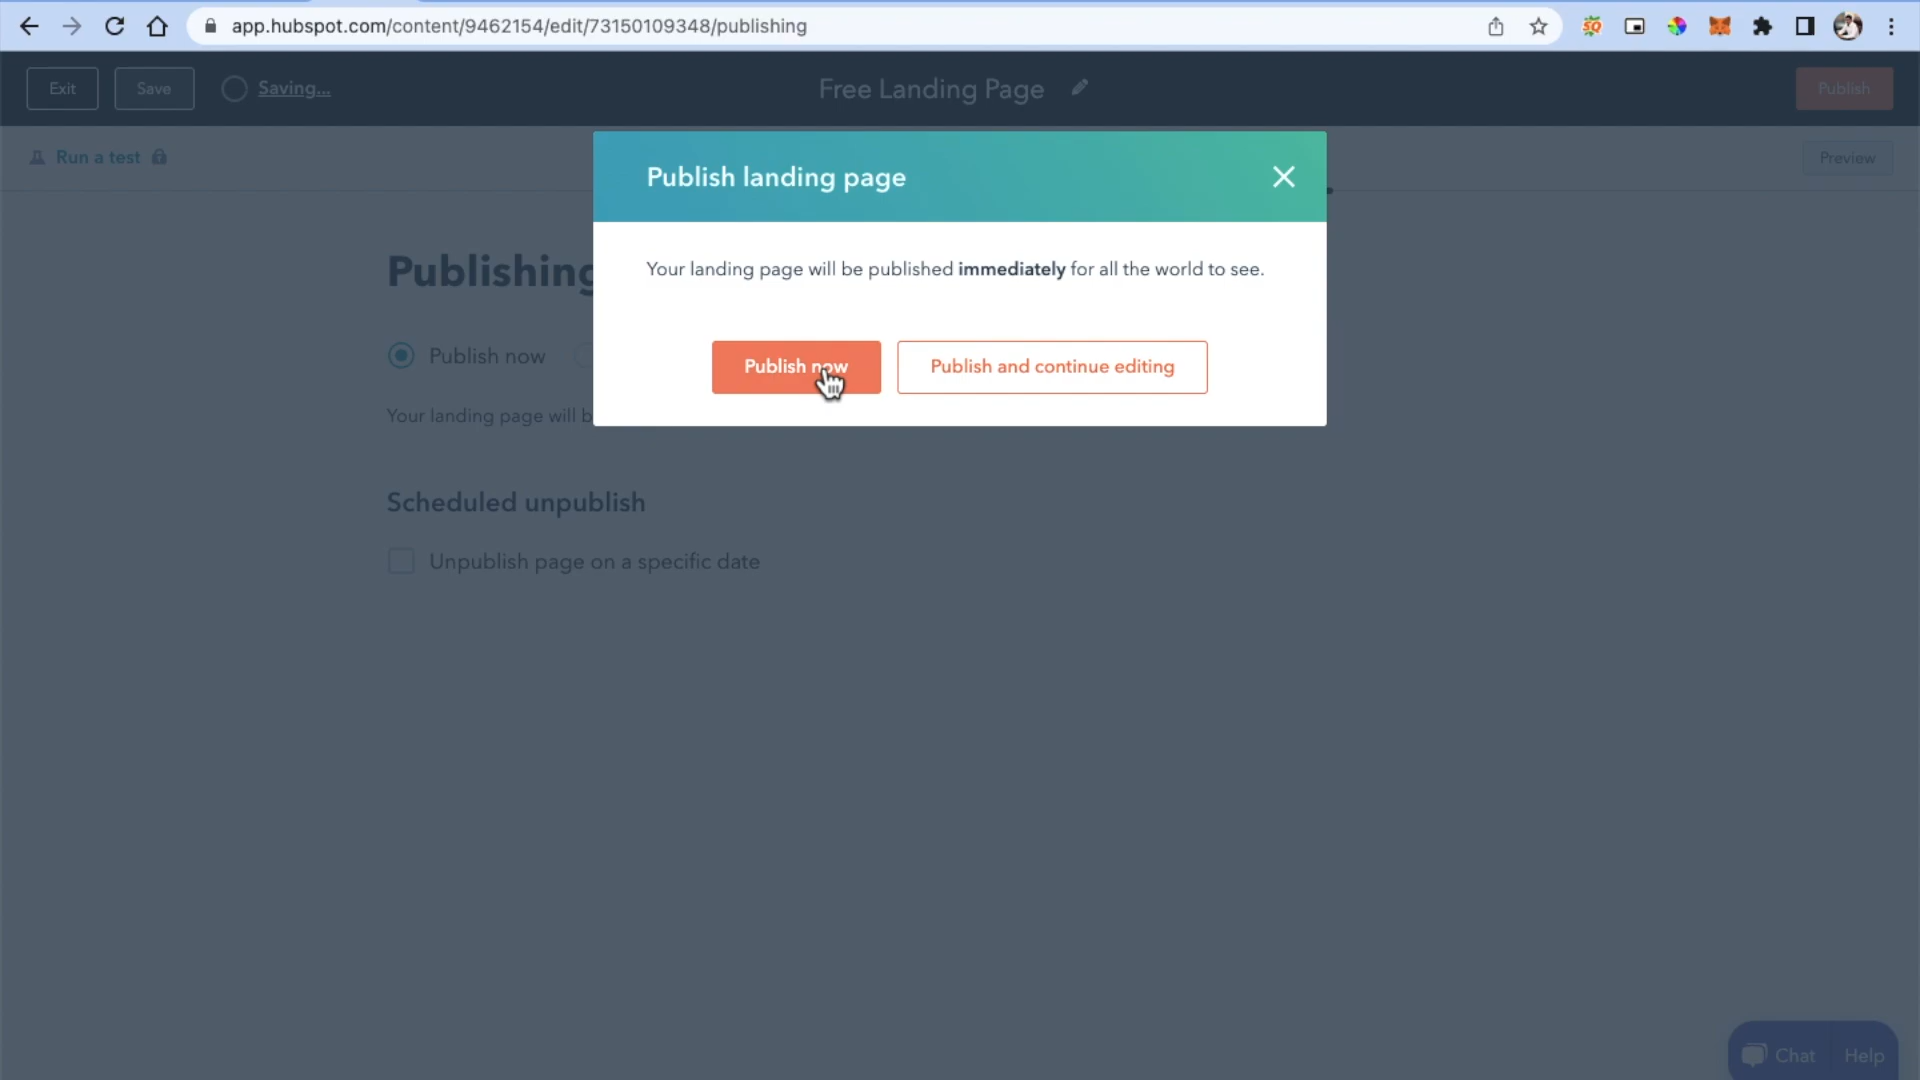 app.hubspot.com/content/9462154/edit/73150109348/publishing
SQ
Exit
Save
Saving...
Free Landing Page
Publish
Run a test
Preview
Publish landing page
Your landing page will be published immediately for all the world to see.
Publish now
Publish and continue editing
Publishing
Publish now
Your landing page will b
Scheduled unpublish
Unpublish page on a specific date
Chat
Help